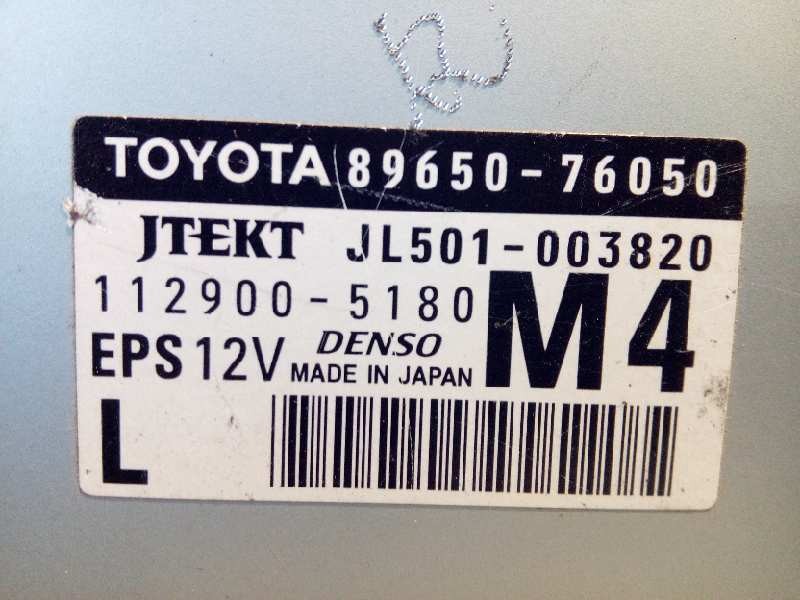 TOYOTA 89650-76050
JTEKT JL501-003820
112900-5180 M4
EPS 12V DENSO
MADE IN JAPAN
L